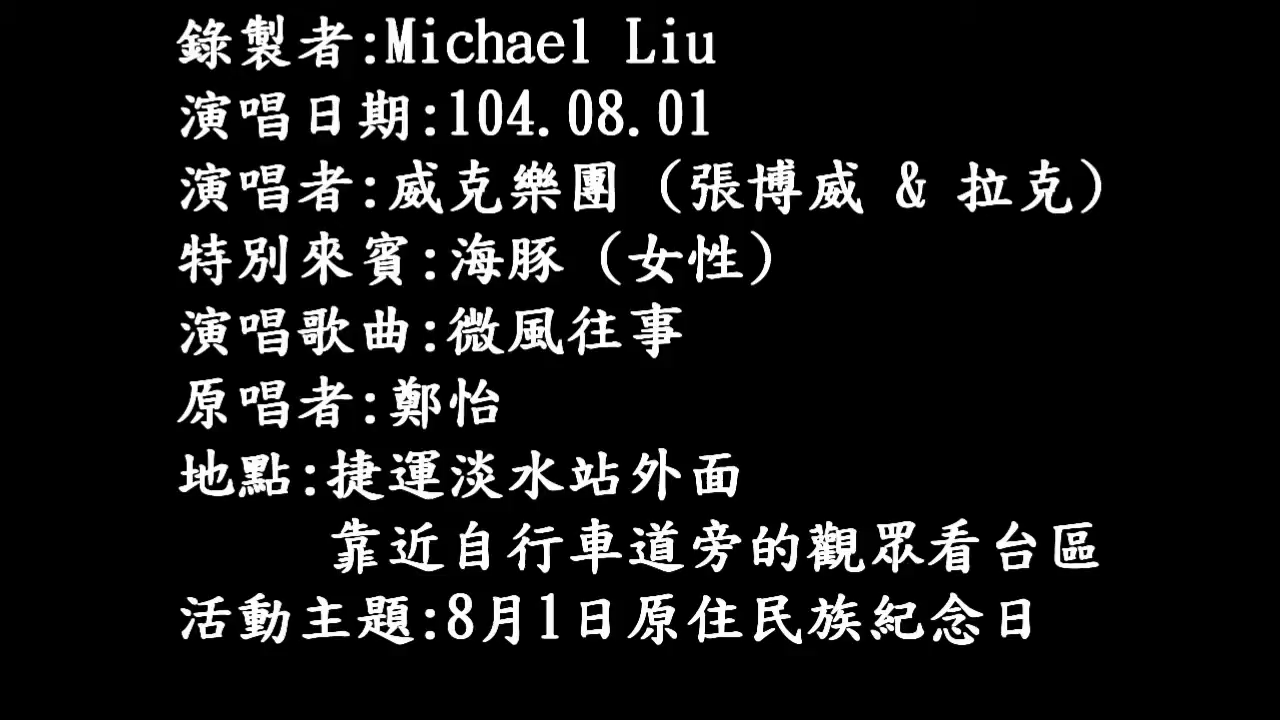 錄製者:Michael Liu
演唱日期:104.08.01
演唱者:威克樂團 (張博威 & 拉克)
特別來賓:海豚 (女性)
演唱歌曲:微風往事
原唱者:鄭怡
地點:捷運淡水站外面
靠近自行車道旁的觀眾看台區
活動主題:8月1日原住民族紀念日